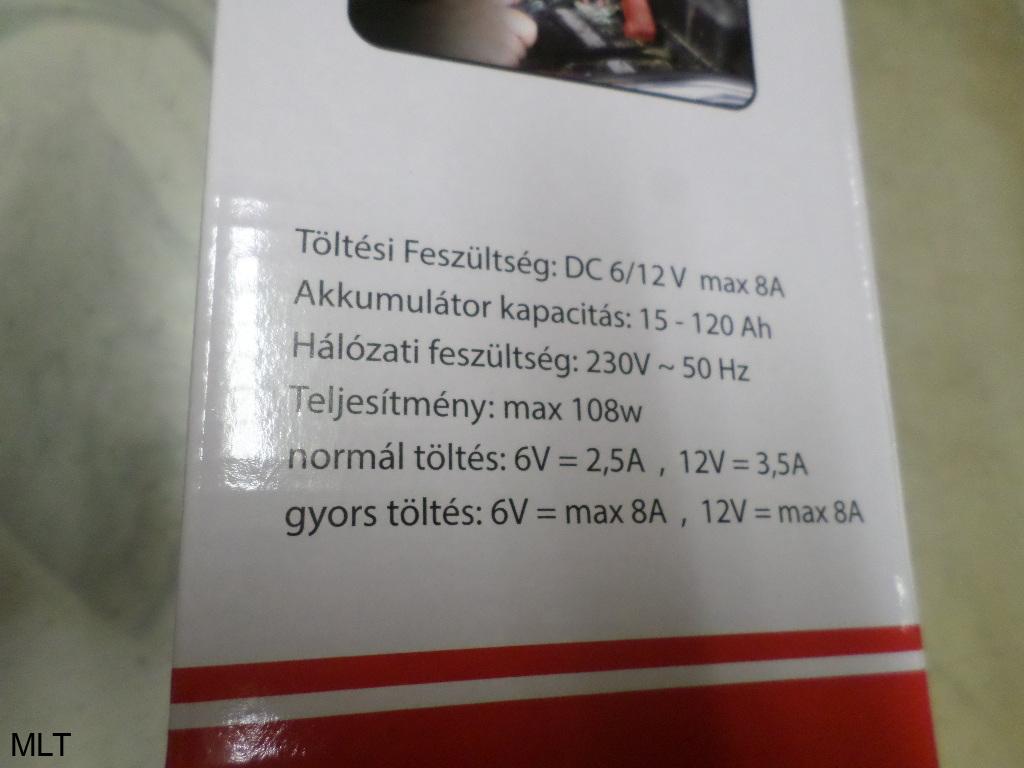 Töltési Feszültség: DC 6/12 V max 8A
Akkumulátor kapacitás: 15 - 120 Ah
Hálózati feszültség: 230V ~ 50 Hz
Teljesítmény: max 108w
normál töltés: 6V = 2,5A , 12V = 3,5A
gyors töltés: 6V = max 8A , 12V = max 8A
MLT